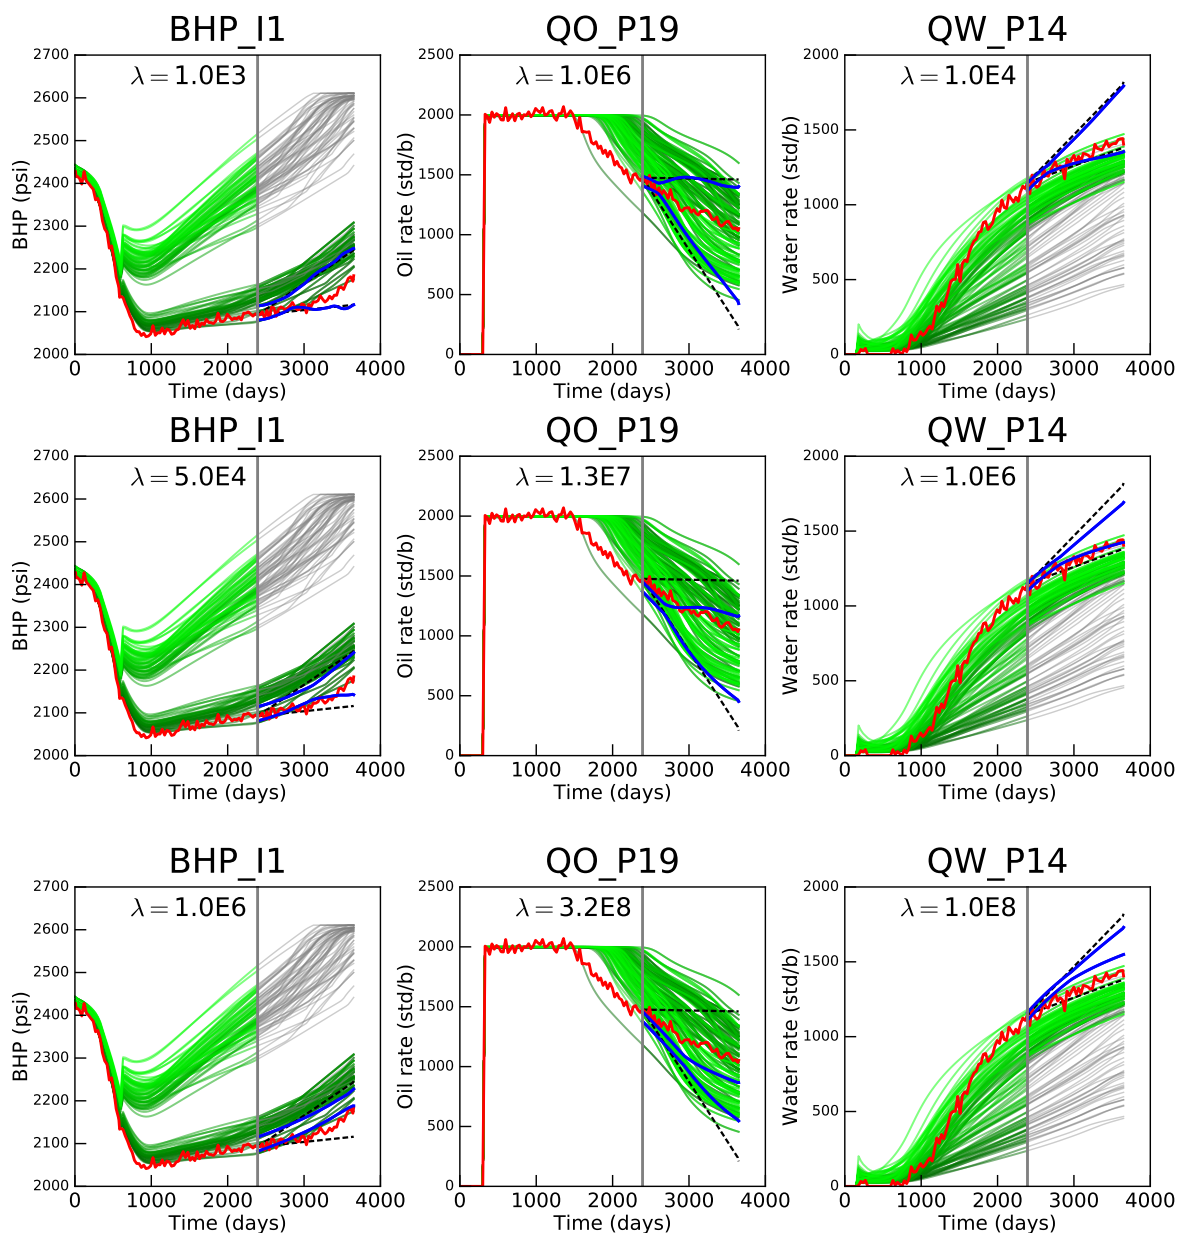 BHP_I1 QO_P19 QW_P14
2700 2500 2000
λ = 1.0E3 λ = 1.0E6 λ = 1.0E4
2600
2000
2500 1500
BHP (psi) Oil rate (std/b) Water rate (std/b)
1500
2400 1000
2300 1000
2200 500
500
2100
2000 0 0
0 1000 2000 3000 4000 0 1000 2000 3000 4000 0 1000 2000 3000 4000
Time (days) Time (days) Time (days)
BHP_I1 QO_P19 QW_P14
2700 2500 2000
λ = 5.0E4 λ = 1.3E7 λ = 1.0E6
2600
2000
2500 1500
BHP (psi) Oil rate (std/b) Water rate (std/b)
1500
2400 1000
2300 1000
2200 500
500
2100
2000 0 0
0 1000 2000 3000 4000 0 1000 2000 3000 4000 0 1000 2000 3000 4000
Time (days) Time (days) Time (days)
BHP_I1 QO_P19 QW_P14
2700 2500 2000
λ = 1.0E6 λ = 3.2E8 λ = 1.0E8
2600
2000
2500 1500
BHP (psi) Oil rate (std/b) Water rate (std/b)
1500
2400 1000
2300 1000
2200 500
500
2100
2000 0 0
0 1000 2000 3000 4000 0 1000 2000 3000 4000 0 1000 2000 3000 4000
Time (days) Time (days) Time (days)